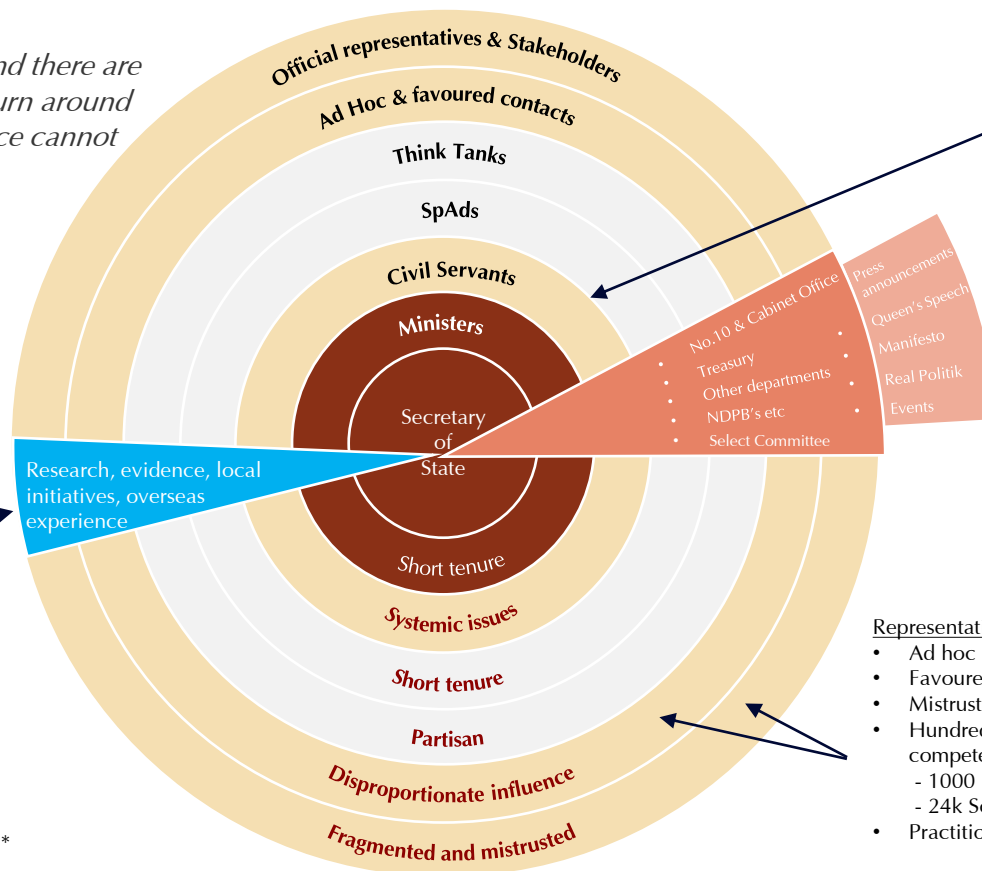 nd there are
urn around
ce cannot
Official representatives & Stakeholders
Ad Hoc & favoured contacts
Think Tanks
SpAds
Civil Servants
Ministers
Secretary
of
State
Short tenure
Systemic issues
Short tenure
Partisan
Disproportionate influence
Fragmented and mistrusted
Research, evidence, local
initiatives, overseas
experience
No.10 & Cabinet Office
• Treasury •
• Other departments •
• NDPB's etc •
• Select Committee •
Press
announcements
Queen's Speech
Manifesto
Real Politik
Events
Representat
• Ad hoc
• Favoure
• Mistrust
• Hundred
compete
- 1000
- 24k Se
• Practitio
*